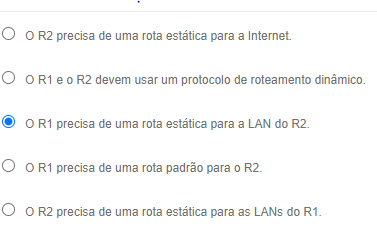 O R2 precisa de uma rota estática para a Internet.
O R1 e o R2 devem usar um protocolo de roteamento dinâmico.
O R1 precisa de uma rota estática para a LAN do R2.
O R1 precisa de uma rota padrão para o R2.
O R2 precisa de uma rota estática para as LANs do R1.